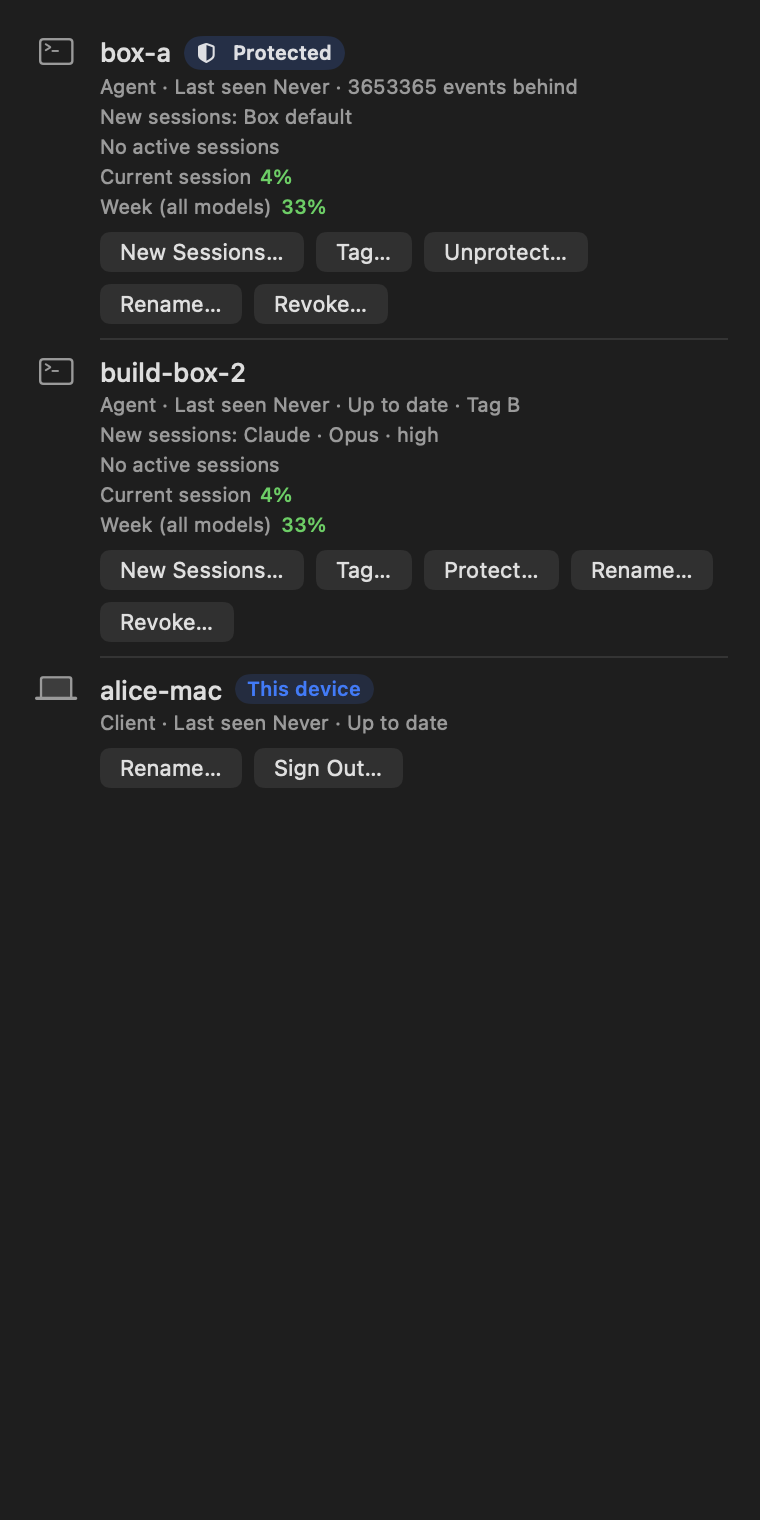 box-a Protected
Agent · Last seen Never · 3653365 events behind
New sessions: Box default
No active sessions
Current session 4%
Week (all models) 33%
New Sessions... Tag... Unprotect...
Rename... Revoke...
build-box-2
Agent · Last seen Never · Up to date · Tag B
New sessions: Claude · Opus · high
No active sessions
Current session 4%
Week (all models) 33%
New Sessions... Tag... Protect... Rename...
Revoke...
alice-mac This device
Client · Last seen Never · Up to date
Rename... Sign Out...